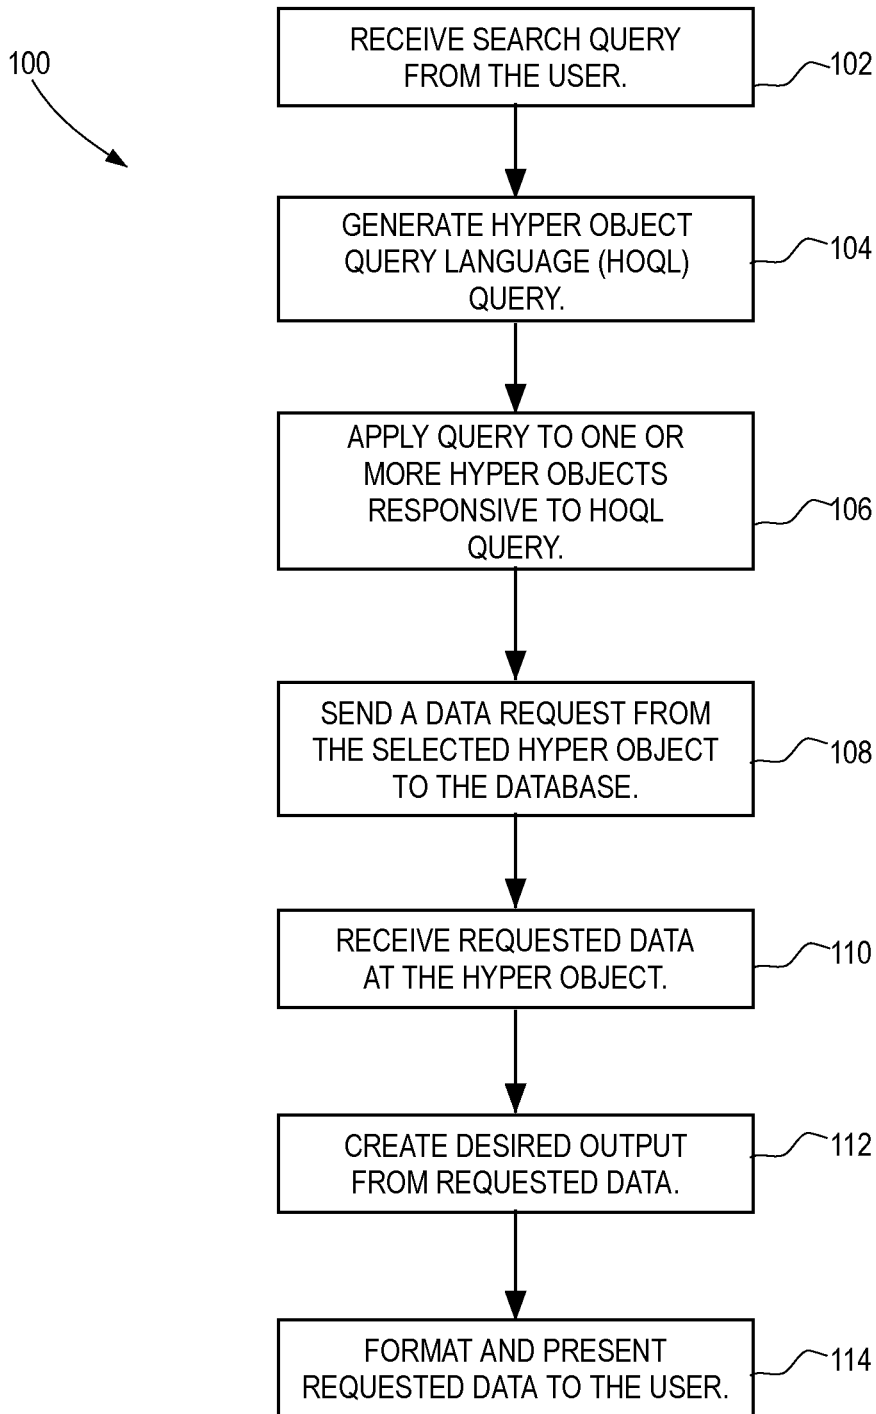 100
RECEIVE SEARCH QUERY
FROM THE USER.
102
GENERATE HYPER OBJECT
QUERY LANGUAGE (HOQL)
QUERY.
104
APPLY QUERY TO ONE OR
MORE HYPER OBJECTS
RESPONSIVE TO HOQL
QUERY.
106
SEND A DATA REQUEST FROM
THE SELECTED HYPER OBJECT
TO THE DATABASE.
108
RECEIVE REQUESTED DATA
AT THE HYPER OBJECT.
110
CREATE DESIRED OUTPUT
FROM REQUESTED DATA.
112
FORMAT AND PRESENT
REQUESTED DATA TO THE USER.
114